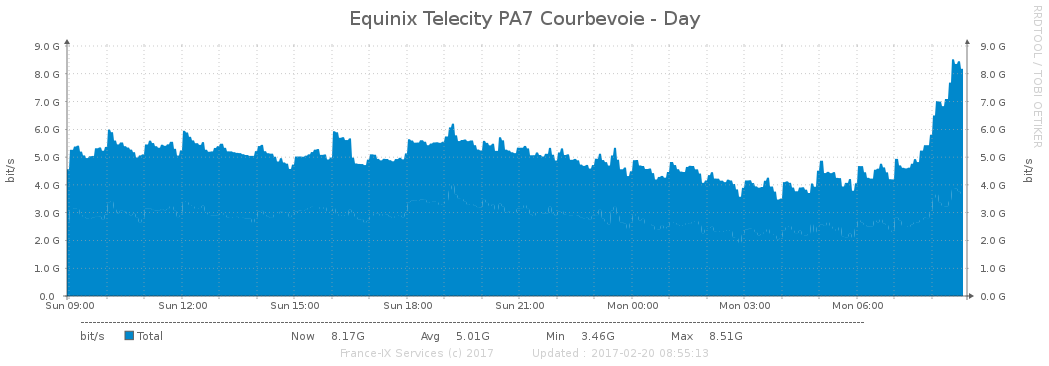 Equinix Telecity PA7 Courbevoie - Day
RRDTOOL / TOBI OETIKER
bit/s
9.0 G 9.0 G
8.0 G 8.0 G
7.0 G 7.0 G
6.0 G 6.0 G
5.0 G 5.0 G
4.0 G 4.0 G
3.0 G 3.0 G
2.0 G 2.0 G
1.0 G 1.0 G
0.0 0.0 G
bit/s
Sun 09:00 Sun 12:00 Sun 15:00 Sun 18:00 Sun 21:00 Mon 00:00 Mon 03:00 Mon 06:00
bit/s Total Now 8.17G Avg 5.01G Min 3.46G Max 8.51G
France-IX Services (c) 2017 Updated : 2017-02-20 08:55:13